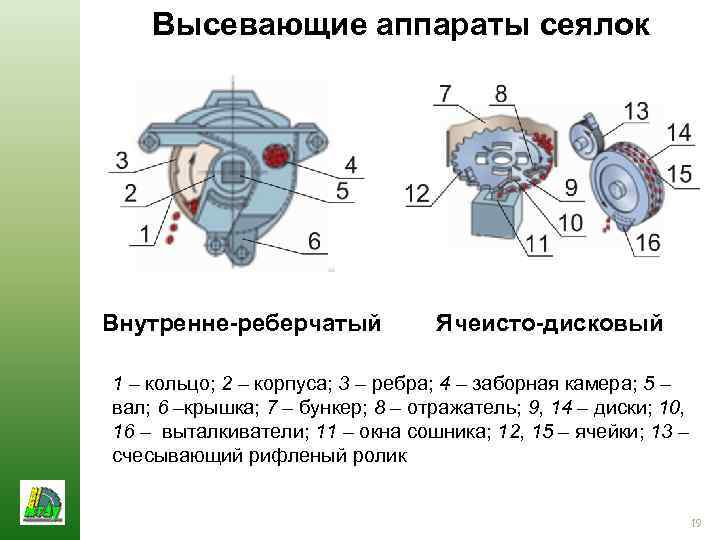 Высевающие аппараты сеялок
7
8
13
14
3
4
15
2
5
12
9
1
10
6
11
16
Внутренне-реберчатый
Ячеисто-дисковый
1 – кольцо; 2 – корпуса; 3 – ребра; 4 – заборная камера; 5 –
вал; 6 –крышка; 7 – бункер; 8 – отражатель; 9, 14 – диски; 10,
16 – выталкиватели; 11 – окна сошника; 12, 15 – ячейки; 13 –
счесывающий рифленый ролик
19